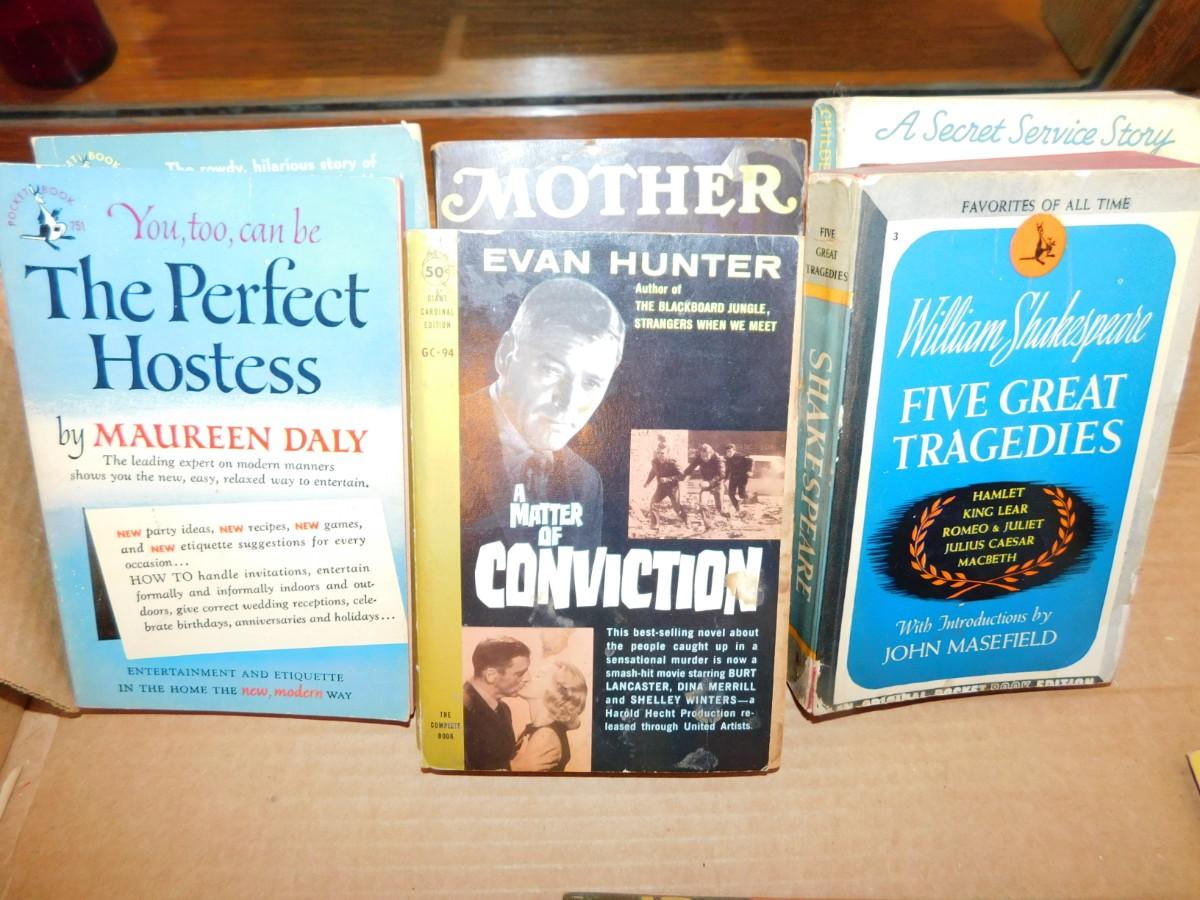 POCKET BOOK
The rowdy, hilarious story of
POCKET BOOK
751
You, too, can be
The Perfect
Hostess
by MAUREEN DALY
The leading expert on modern manners
shows you the new, easy, relaxed way to entertain.
NEW party ideas, NEW recipes, NEW games,
and NEW etiquette suggestions for every
occasion...
HOW TO handle invitations, entertain
formally and informally indoors and out-
doors, give correct wedding receptions, cele-
brate birthdays, anniversaries and holidays...
ENTERTAINMENT AND ETIQUETTE
IN THE HOME THE new, modern WAY
MOTHER
50¢
GIANT
CARDINAL
EDITION
GC-94
THE
COMPLETE
BOOK
EVAN HUNTER
Author of
THE BLACKBOARD JUNGLE,
STRANGERS WHEN WE MEET
A
MATTER
OF
CONVICTION
This best-selling novel about
the people caught up in a
sensational murder is now a
smash-hit movie starring BURT
LANCASTER, DINA MERRILL
and SHELLEY WINTERS—a
Harold Hecht Production re-
leased through United Artists.
A Secret Service Story
FIVE
GREAT
TRAGEDIES
SHAKESPEARE
FAVORITES OF ALL TIME
3
William Shakespeare
FIVE GREAT
TRAGEDIES
HAMLET
KING LEAR
ROMEO & JULIET
JULIUS CAESAR
MACBETH
With Introductions by
JOHN MASEFIELD
AN ORIGINAL POCKET BOOK EDITION